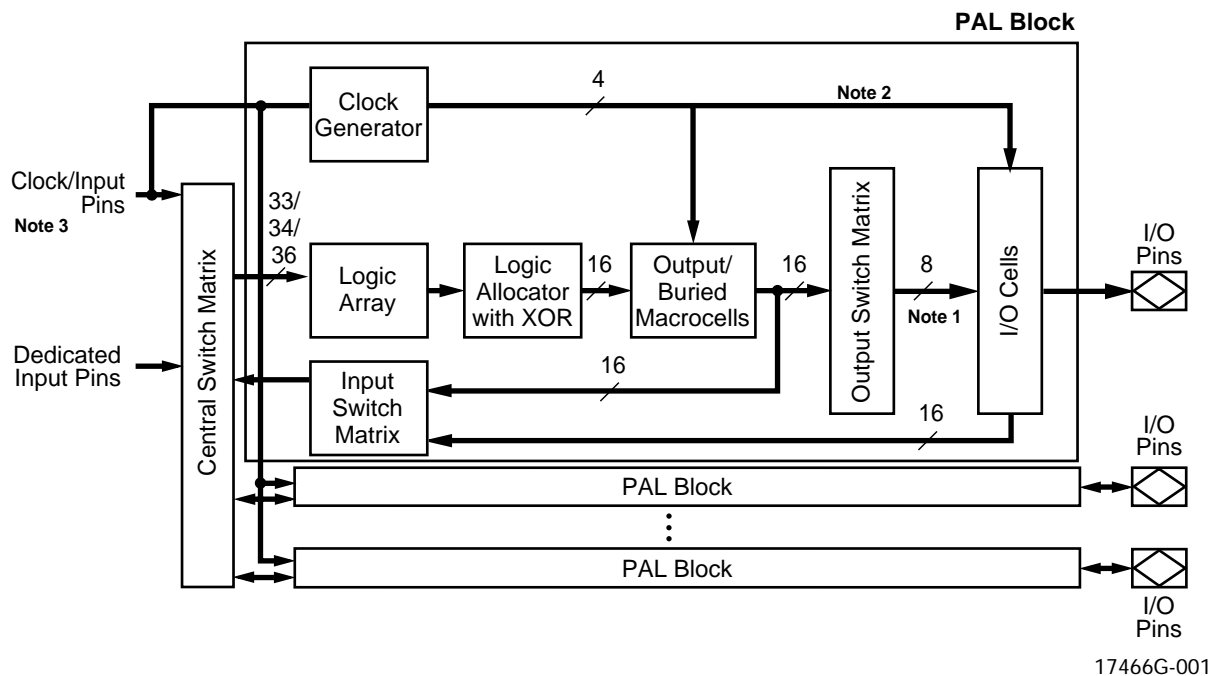 PAL Block
Clock
Generator
4
Note 2
Clock/Input
Pins
Note 3
Central Switch Matrix
33/
34/
36
Logic
Array
Logic
Allocator
with XOR
16
Output/
Buried
Macrocells
16
Output Switch Matrix
8
Note 1
I/O Cells
I/O
Pins
Dedicated
Input Pins
Input
Switch
Matrix
16
16
I/O
Pins
PAL Block
PAL Block
I/O
Pins
17466G-001